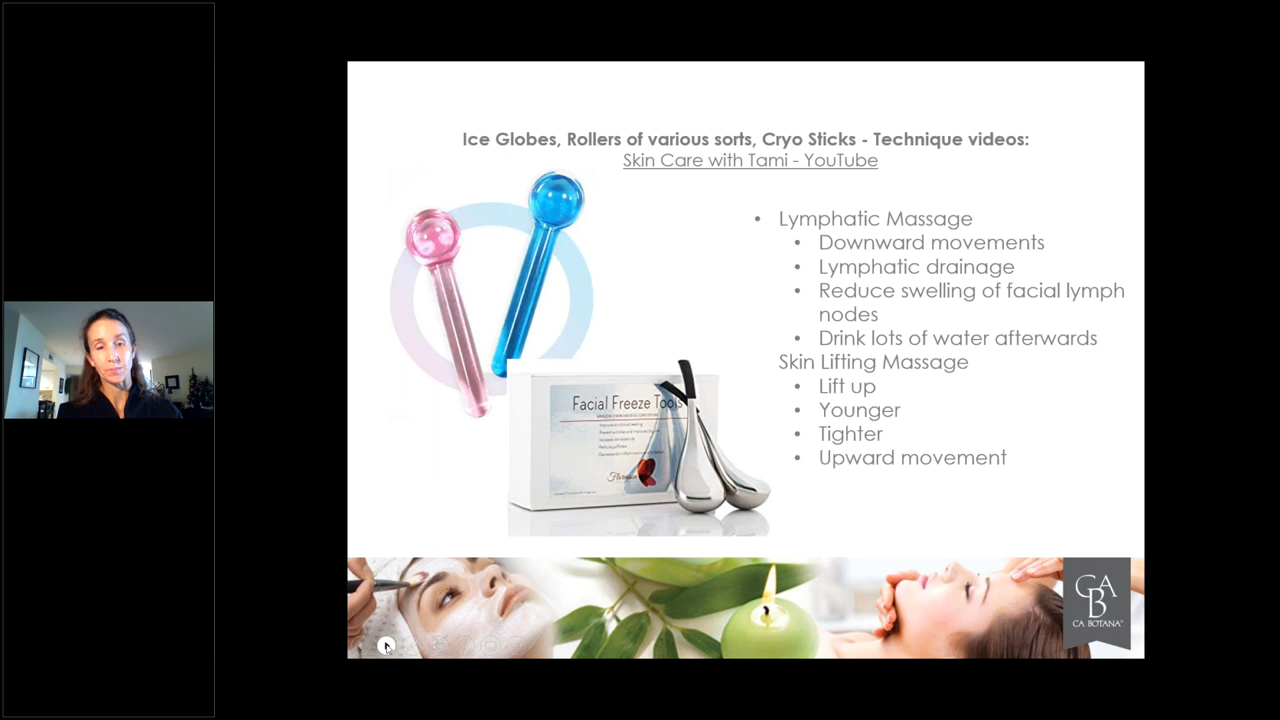 Ice Globes, Rollers of various sorts, Cryo Sticks - Technique videos:
Skin Care with Tami - YouTube
• Lymphatic Massage
• Downward movements
• Lymphatic drainage
• Reduce swelling of facial lymph
nodes
• Drink lots of water afterwards
Skin Lifting Massage
• Lift up
• Younger
• Tighter
• Upward movement
Facial Freeze Tools
CA
B
CA BOTANA®